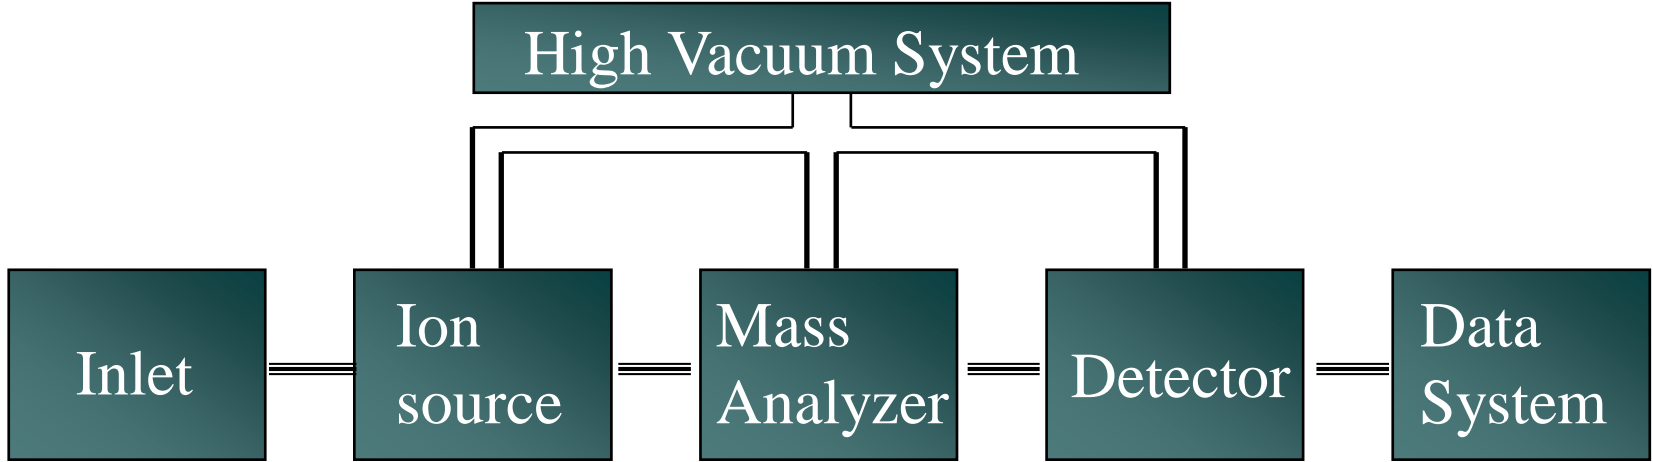 High Vacuum System
Inlet
Ion
source
Mass
Analyzer
Detector
Data
System